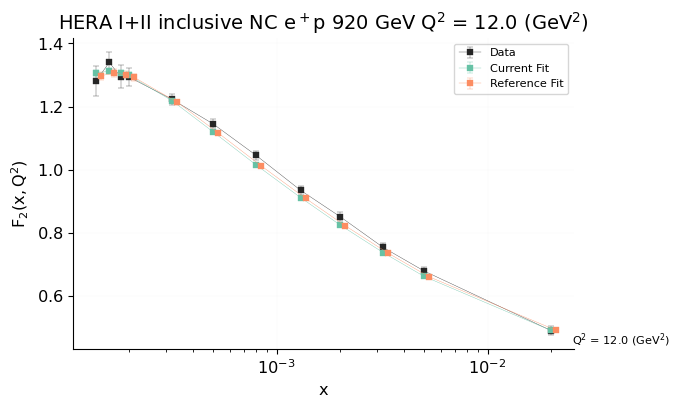 HERA I+II inclusive NC e⁺p 920 GeV Q² = 12.0 (GeV²)
Data
Current Fit
Reference Fit
F₂(x, Q²)
1.4
1.2
1.0
0.8
0.6
Q² = 12.0 (GeV²)
10⁻³
10⁻²
x